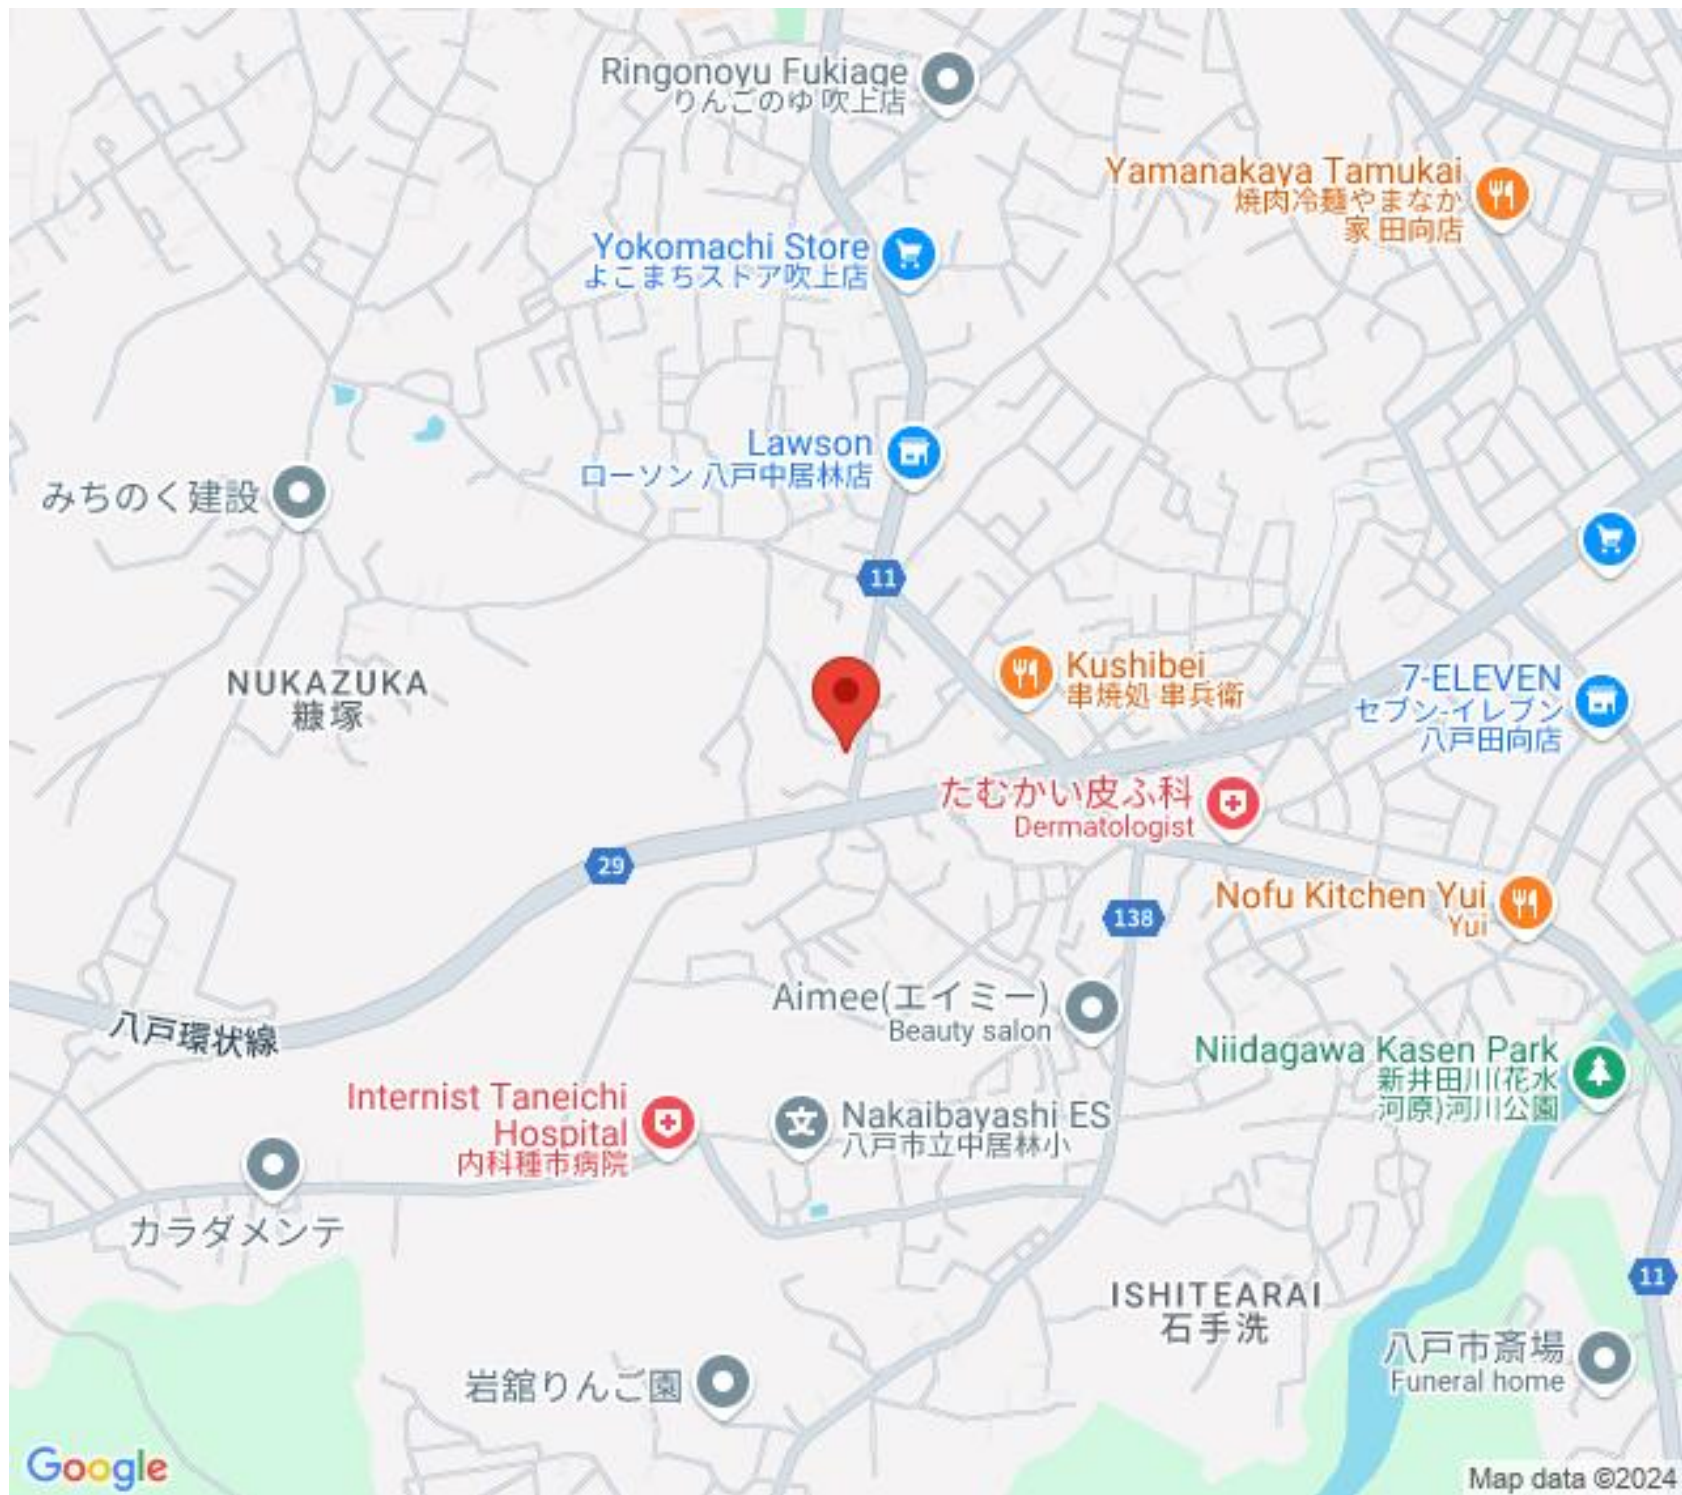 Ringonoyu Fukiage
りんごのゆ 吹上店
Yamanakaya Tamukai
焼肉冷麺やまなか
家 田向店
Yokomachi Store
よこまちストア吹上店
Lawson
ローソン 八戸中居林店
みちのく建設
11
NUKAZUKA
糠塚
Kushibei
串焼処 串兵衛
7-ELEVEN
セブン-イレブン
八戸田向店
たむかい皮ふ科
Dermatologist
29
Nofu Kitchen Yui
Yui
138
Aimee(エイミー)
Beauty salon
八戸環状線
Niidagawa Kasen Park
新井田川(花水
河原)河川公園
Internist Taneichi
Hospital
内科種市病院
文
Nakaibayashi ES
八戸市立中居林小
カラダメンテ
11
ISHITEARAI
石手洗
八戸市斎場
Funeral home
岩舘りんご園
Google
Map data ©2024